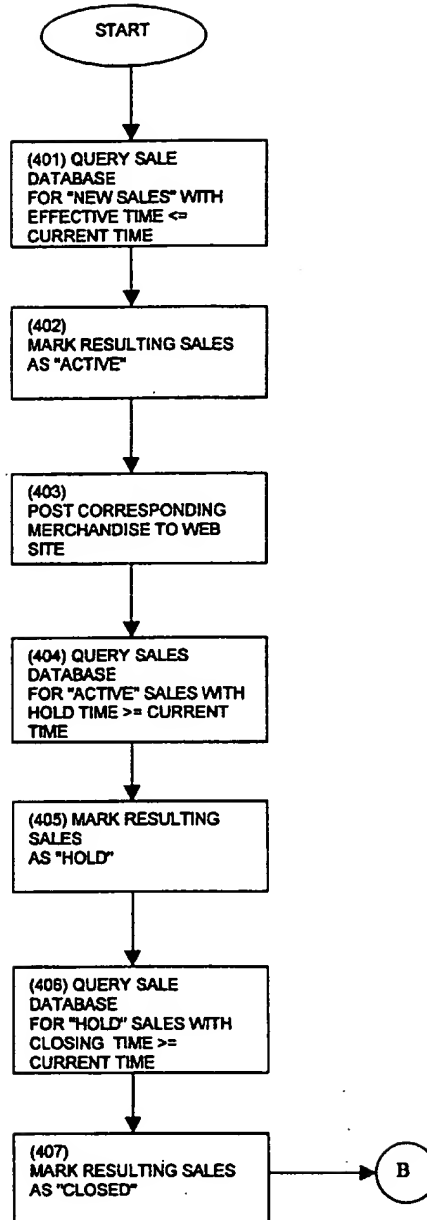 START
(401) QUERY SALE
DATABASE
FOR "NEW SALES" WITH
EFFECTIVE TIME <=
CURRENT TIME
(402)
MARK RESULTING SALES
AS "ACTIVE"
(403)
POST CORRESPONDING
MERCHANDISE TO WEB
SITE
(404) QUERY SALES
DATABASE
FOR "ACTIVE" SALES WITH
HOLD TIME >= CURRENT
TIME
(405) MARK RESULTING
SALES
AS "HOLD"
(406) QUERY SALE
DATABASE
FOR "HOLD" SALES WITH
CLOSING TIME >=
CURRENT TIME
(407)
MARK RESULTING SALES
AS "CLOSED"
B